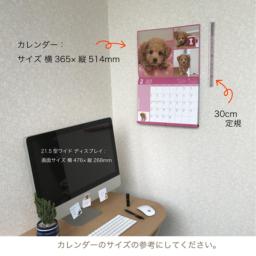 カレンダー：
サイズ 横 365× 縦 514mm
30cm
定規
21.5 型ワイド ディスプレイ：
画面サイズ 横 476× 縦 268mm
カレンダーのサイズの参考にしてください。